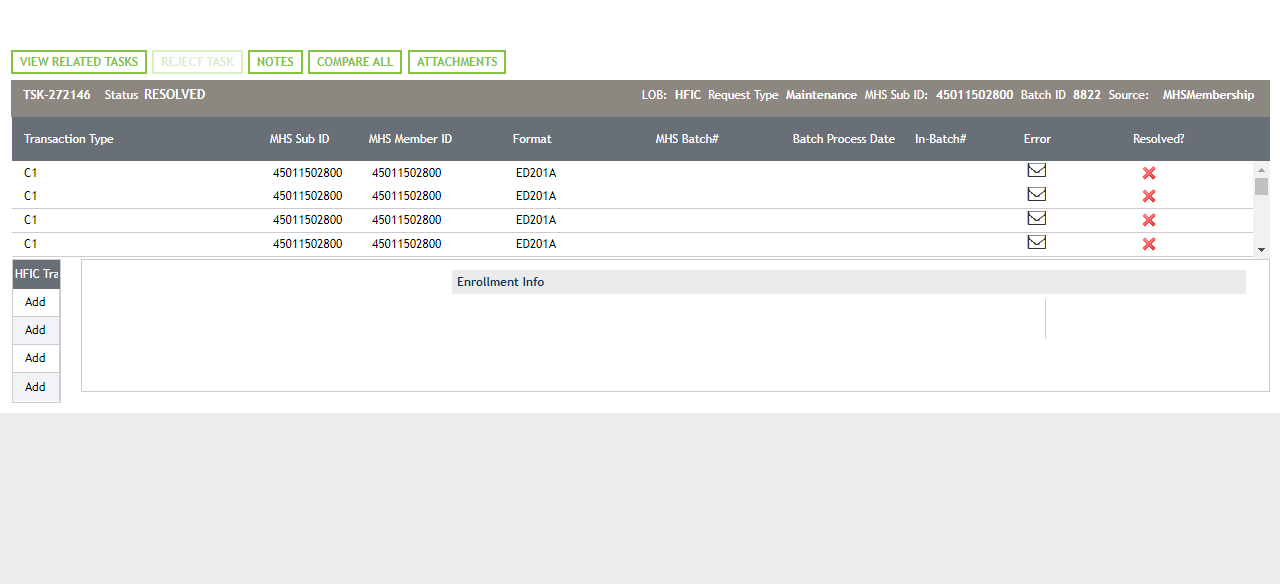 VIEW RELATED TASKS REJECT TASK NOTES COMPARE ALL ATTACHMENTS
TSK-272146 Status RESOLVED LOB: HFIC Request Type Maintenance MHS Sub ID: 45011502800 Batch ID 8822 Source: MHSMembership
Transaction Type MHS Sub ID MHS Member ID Format MHS Batch# Batch Process Date In-Batch# Error Resolved?
C1 45011502800 45011502800 ED201A
C1 45011502800 45011502800 ED201A
C1 45011502800 45011502800 ED201A
C1 45011502800 45011502800 ED201A
HFIC Tra
Enrollment Info
Add
Add
Add
Add